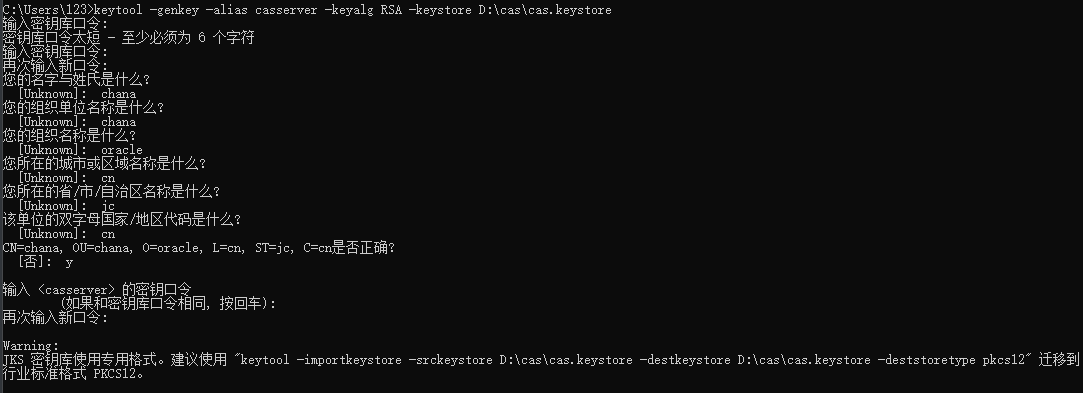 C:\Users\123>keytool -genkey -alias casserver -keyalg RSA -keystore D:\cas\cas.keystore
输入密钥库口令:
密钥库口令太短 - 至少必须为 6 个字符
输入密钥库口令:
再次输入新口令:
您的名字与姓氏是什么?
  [Unknown]:  chana
您的组织单位名称是什么?
  [Unknown]:  chana
您的组织名称是什么?
  [Unknown]:  oracle
您所在的城市或区域名称是什么?
  [Unknown]:  cn
您所在的省/市/自治区名称是什么?
  [Unknown]:  jc
该单位的双字母国家/地区代码是什么?
  [Unknown]:  cn
CN=chana, OU=chana, O=oracle, L=cn, ST=jc, C=cn是否正确?
  [否]:  y
输入 <casserver> 的密钥口令
        (如果和密钥库口令相同, 按回车):
再次输入新口令:
Warning:
JKS 密钥库使用专用格式。建议使用 "keytool -importkeystore -srckeystore D:\cas\cas.keystore -destkeystore D:\cas\cas.keystore -deststoretype pkcs12" 迁移到
行业标准格式 PKCS12。